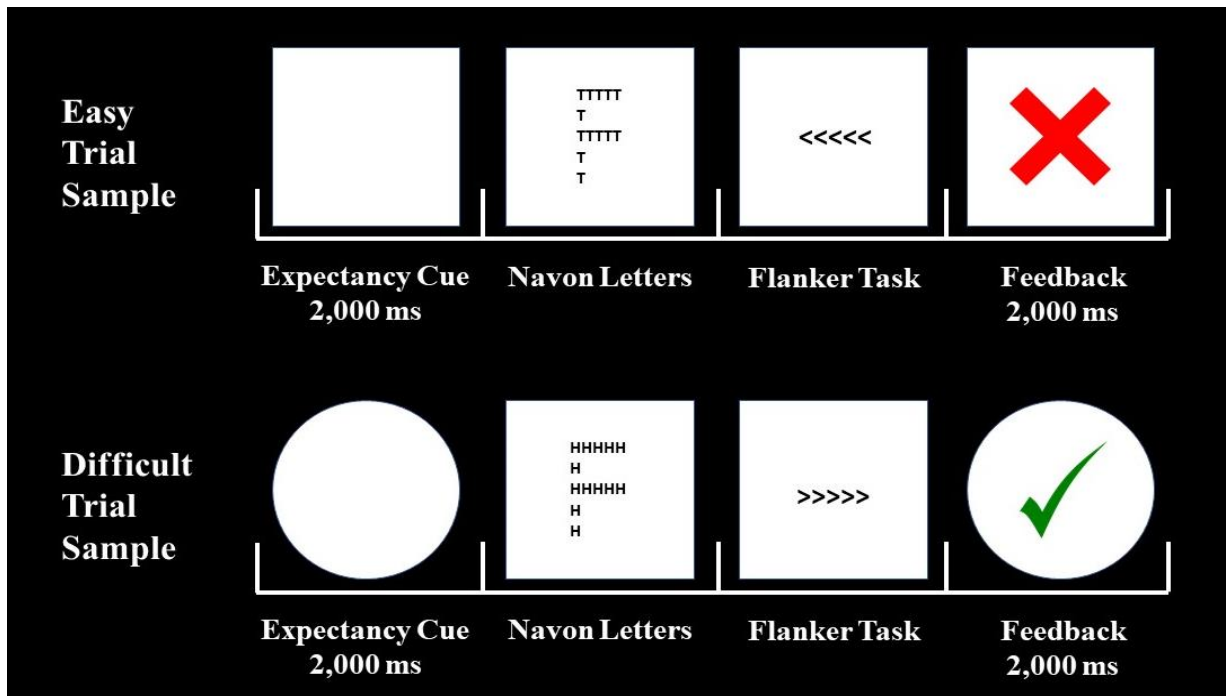 Easy
Trial
Sample
TTTTT
T
TTTTT
T
T
<<<<<
Expectancy Cue
2,000 ms
Navon Letters
Flanker Task
Feedback
2,000 ms
Difficult
Trial
Sample
HHHHH
H
HHHHH
H
H
>>>>>
Expectancy Cue
2,000 ms
Navon Letters
Flanker Task
Feedback
2,000 ms